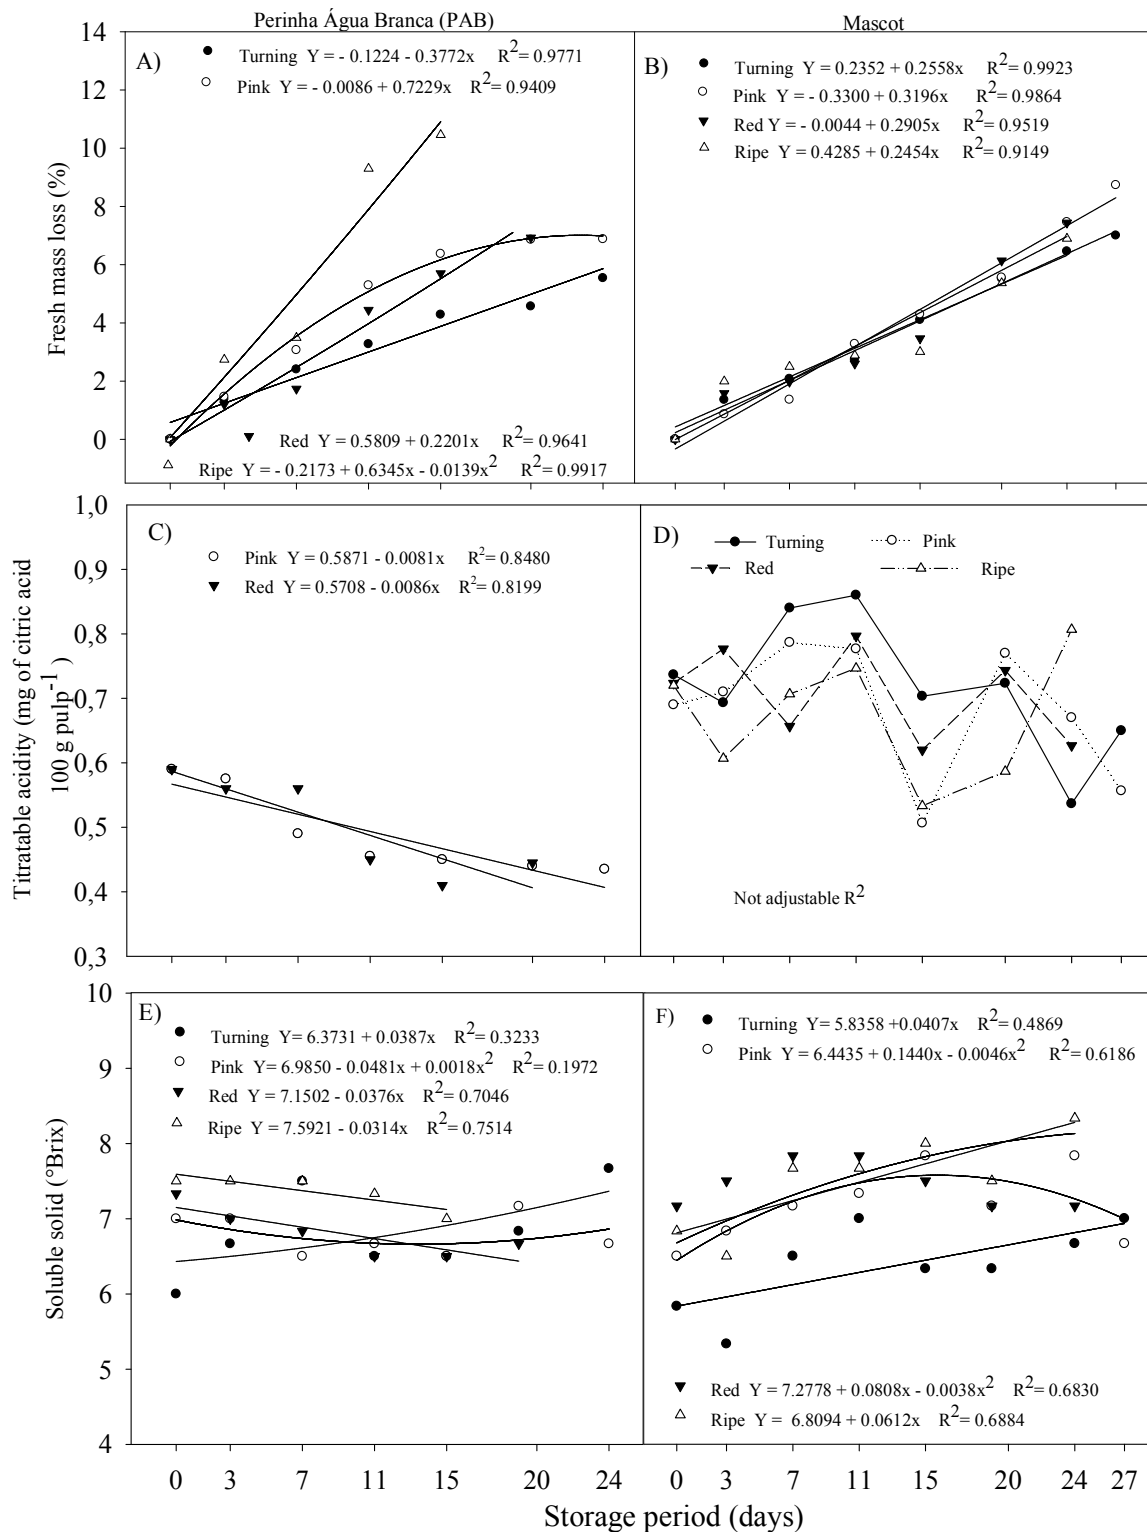 Perinha Água Branca (PAB)
Mascot
A)
Turning Y = - 0.1224 - 0.3772x R²= 0.9771
Pink Y = - 0.0086 + 0.7229x R²= 0.9409
Red Y = 0.5809 + 0.2201x R²= 0.9641
Ripe Y = - 0.2173 + 0.6345x - 0.0139x² R²= 0.9917
B)
Turning Y = 0.2352 + 0.2558x R²= 0.9923
Pink Y = - 0.3300 + 0.3196x R²= 0.9864
Red Y = - 0.0044 + 0.2905x R²= 0.9519
Ripe Y = 0.4285 + 0.2454x R²= 0.9149
Fresh mass loss (%)
14
12
10
8
6
4
2
0
C)
Pink Y = 0.5871 - 0.0081x R²= 0.8480
Red Y = 0.5708 - 0.0086x R²= 0.8199
D)
Turning
Pink
Red
Ripe
Not adjustable R²
Titratable acidity (mg of citric acid
100 g pulp⁻¹ )
1,0
0,9
0,8
0,7
0,6
0,5
0,4
0,3
E)
Turning Y= 6.3731 + 0.0387x R²= 0.3233
Pink Y= 6.9850 - 0.0481x + 0.0018x² R²= 0.1972
Red Y = 7.1502 - 0.0376x R²= 0.7046
Ripe Y = 7.5921 - 0.0314x R²= 0.7514
F)
Turning Y= 5.8358 +0.0407x R²= 0.4869
Pink Y = 6.4435 + 0.1440x - 0.0046x² R²= 0.6186
Red Y = 7.2778 + 0.0808x - 0.0038x² R²= 0.6830
Ripe Y = 6.8094 + 0.0612x R²= 0.6884
Soluble solid (°Brix)
10
9
8
7
6
5
4
0 3 7 11 15 20 24
0 3 7 11 15 20 24 27
Storage period (days)